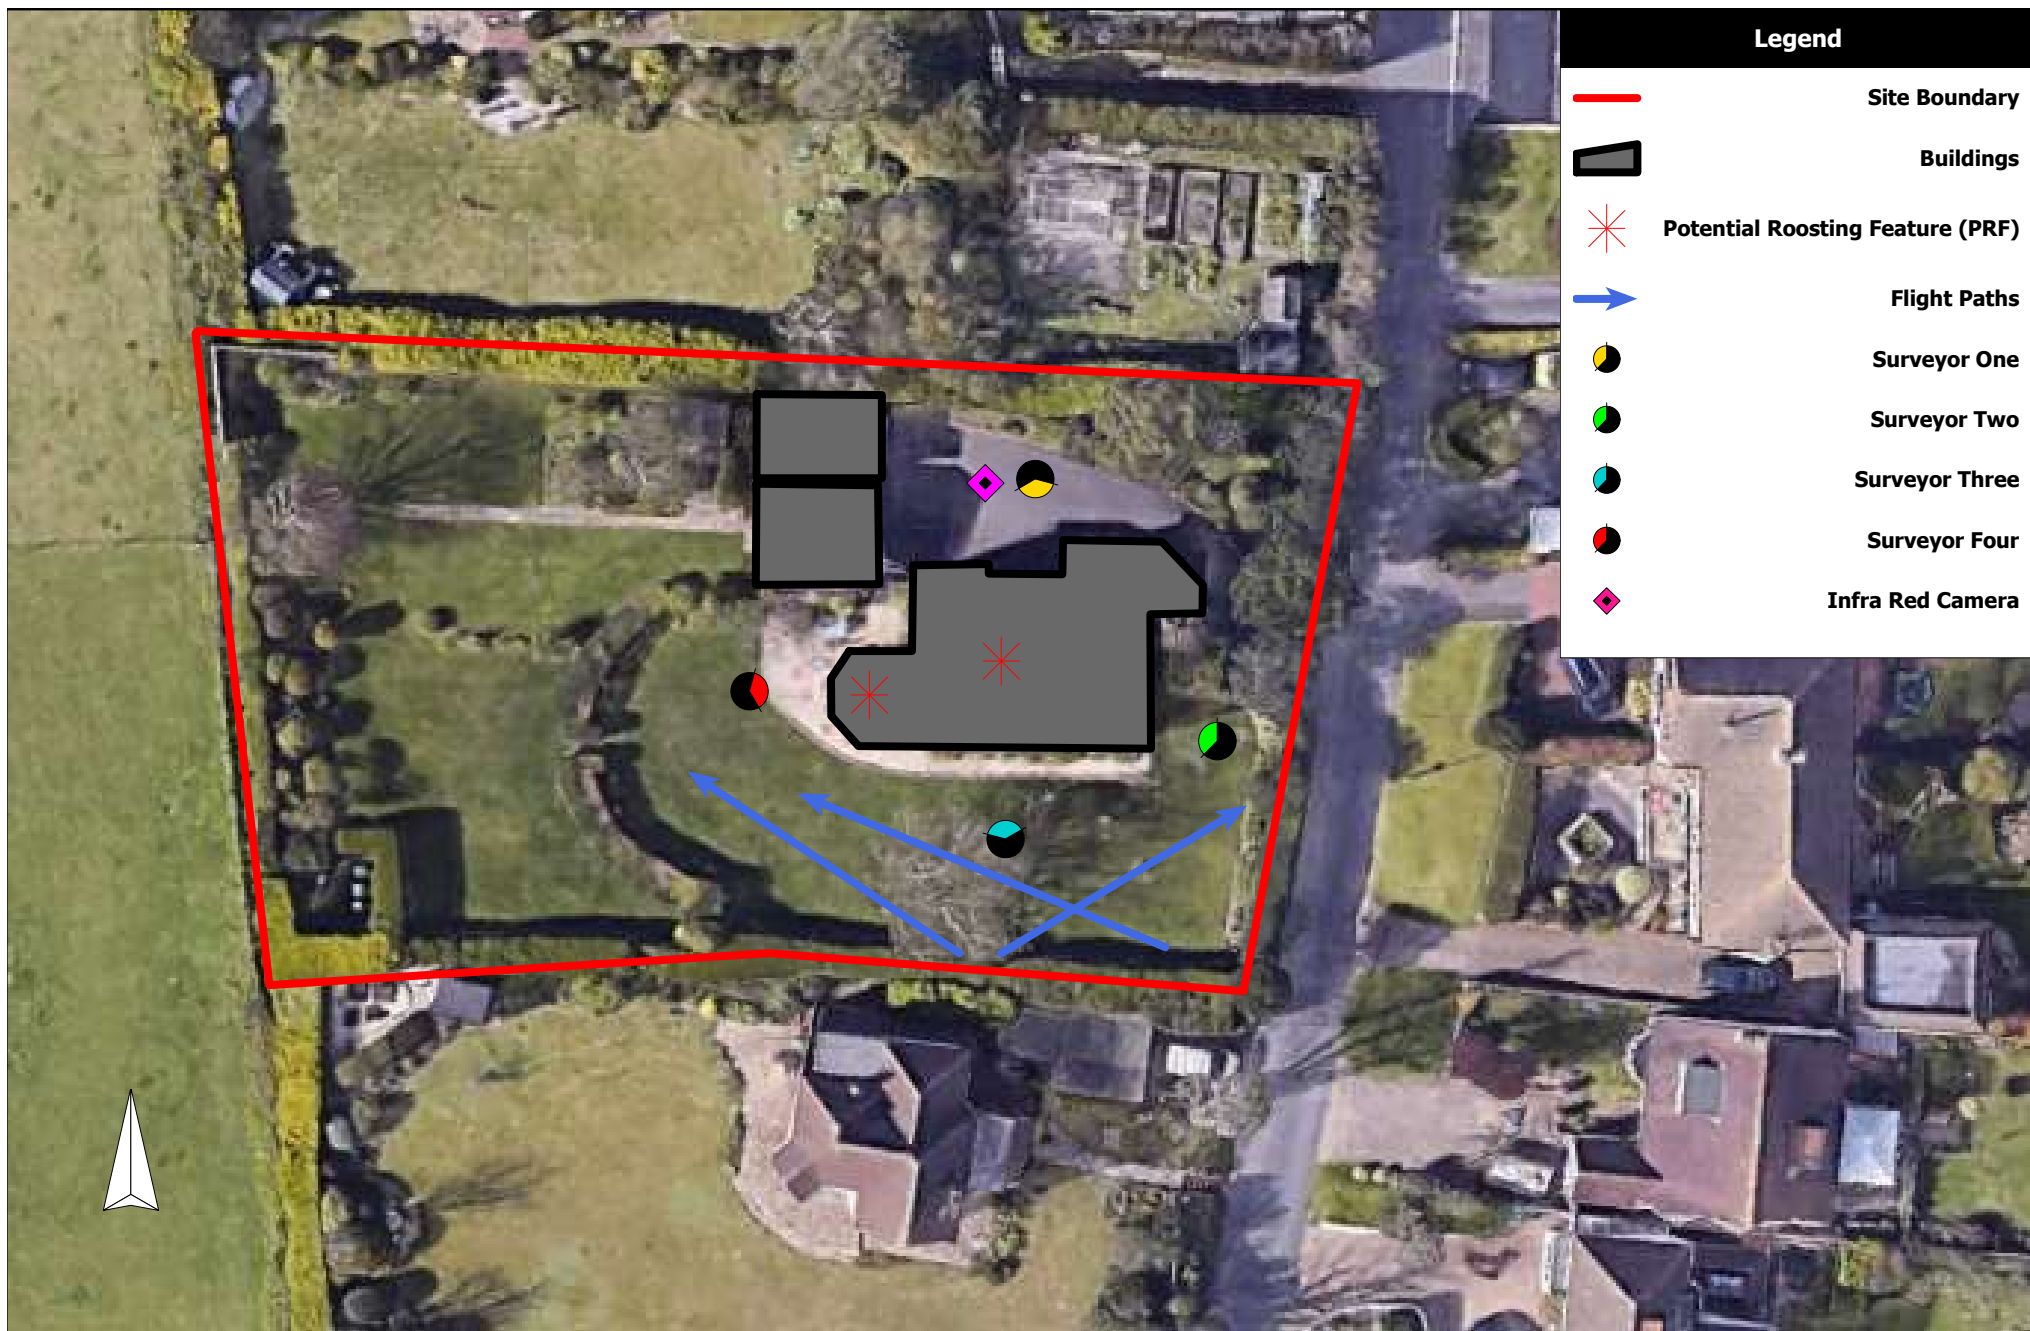 Legend
Site Boundary
Buildings
Potential Roosting Feature (PRF)
Flight Paths
Surveyor One
Surveyor Two
Surveyor Three
Surveyor Four
Infra Red Camera